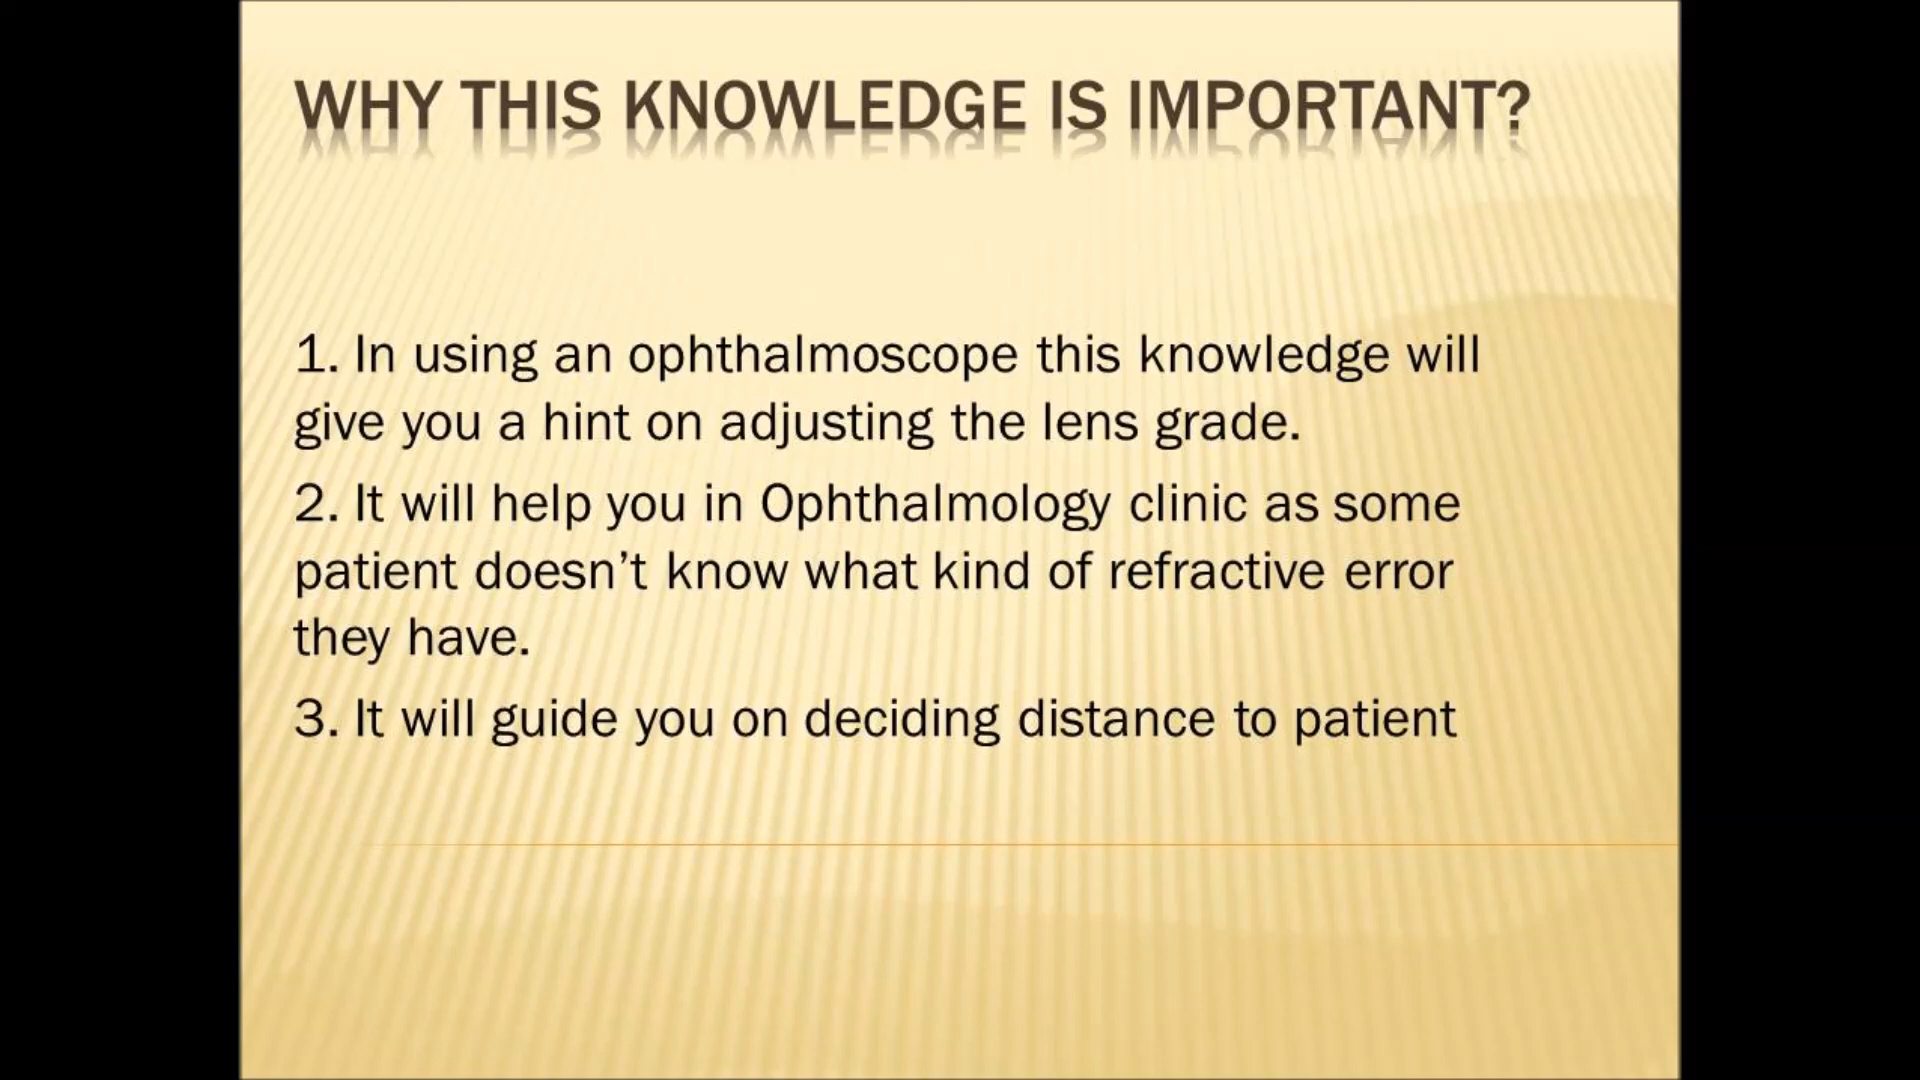 WHY THIS KNOWLEDGE IS IMPORTANT?
1. In using an ophthalmoscope this knowledge will
give you a hint on adjusting the lens grade.
2. It will help you in Ophthalmology clinic as some
patient doesn’t know what kind of refractive error
they have.
3. It will guide you on deciding distance to patient